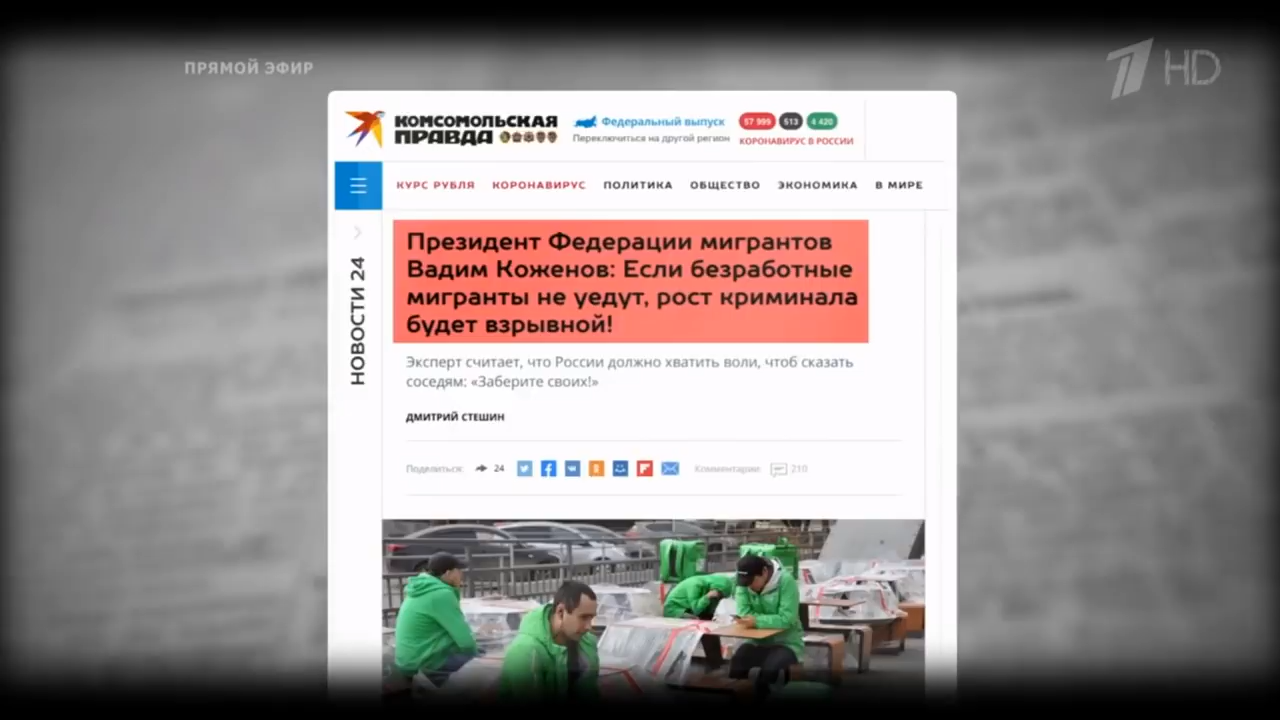 ПРЯМОЙ ЭФИР
HD
КОМСОМОЛЬСКАЯ
ПРАВДА
Федеральный выпуск
Переключиться на другой регион
57 999 513 4 420
КОРОНАВИРУС В РОССИИ
КУРС РУБЛЯ КОРОНАВИРУС ПОЛИТИКА ОБЩЕСТВО ЭКОНОМИКА В МИРЕ
НОВОСТИ 24
Президент Федерации мигрантов
Вадим Коженов: Если безработные
мигранты не уедут, рост криминала
будет взрывной!
Эксперт считает, что России должно хватить воли, чтоб сказать
соседям: «Заберите своих!»
ДМИТРИЙ СТЕШИН
Поделиться: 24 Комментарии: 210